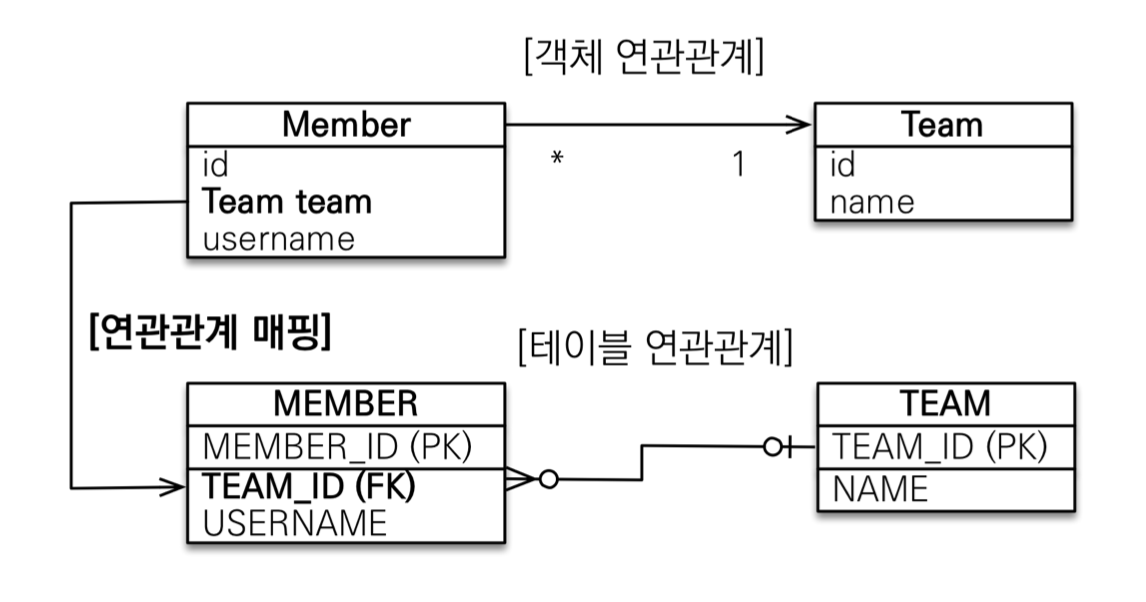 [객체 연관관계]
Member
id
Team team
username
*
1
Team
id
name
[연관관계 매핑]
[테이블 연관관계]
MEMBER
MEMBER_ID (PK)
TEAM_ID (FK)
USERNAME
TEAM
TEAM_ID (PK)
NAME